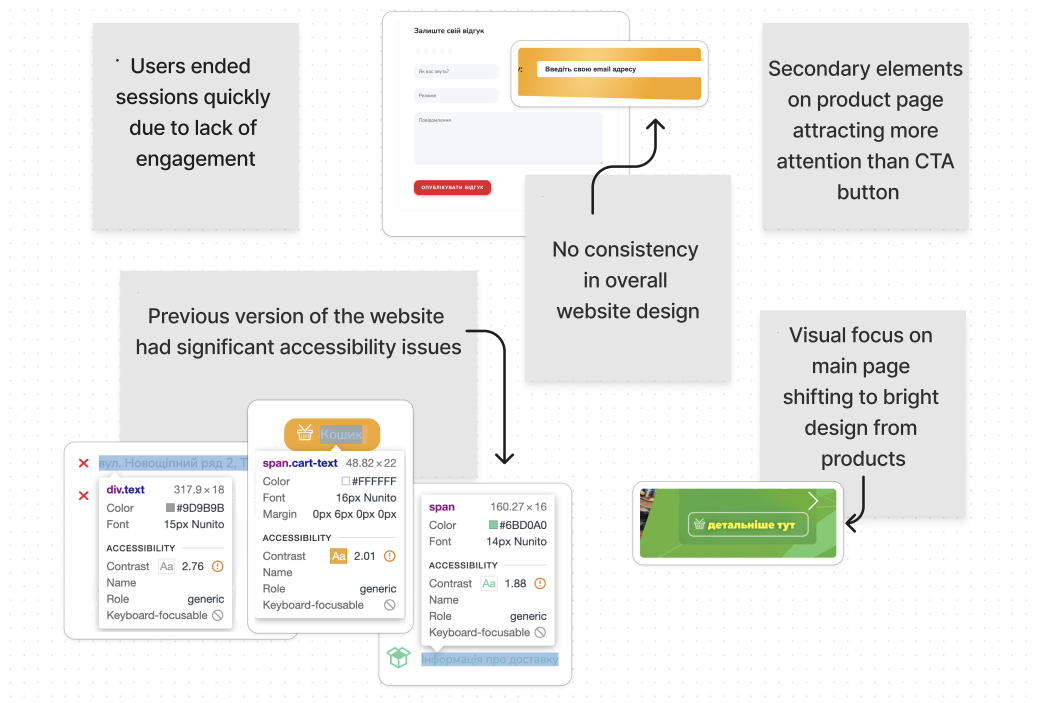 Users ended
sessions quickly
due to lack of
engagement
Залиште свій відгук
Як вас звуть?
Резюме
Повідомлення
ОПУБЛІКУВАТИ ВІДГУК
Введіть свою email адресу
No consistency
in overall
website design
Secondary elements
on product page
attracting more
attention than CTA
button
Previous version of the website
had significant accessibility issues
Visual focus on
main page
shifting to bright
design from
products
детальніше тут
вул. Новощіпний ряд 2, Т
div.text 317.9 × 18
Color #9D9B9B
Font 15px Nunito
ACCESSIBILITY
Contrast Aa 2.76
Name
Role generic
Keyboard-focusable
Кошик
span.cart-text 48.82 × 22
Color #FFFFFF
Font 16px Nunito
Margin 0px 6px 0px 0px
ACCESSIBILITY
Contrast Aa 2.01
Name
Role generic
Keyboard-focusable
span 160.27 × 16
Color #6BD0A0
Font 14px Nunito
ACCESSIBILITY
Contrast Aa 1.88
Name
Role generic
Keyboard-focusable
Інформація про доставку